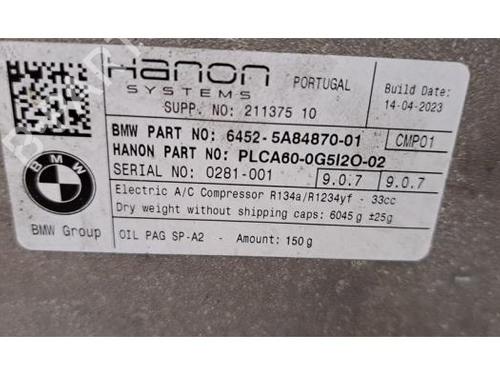 Hanon
SYSTEMS
PORTUGAL
Build Date:
14-04-2023
SUPP. NO: 211375 10
BMW PART NO: 6452-5A84870-01
CMP01
HANON PART NO: PLCA60-0G5I2O-02
SERIAL NO: 0281-001
9.0.7
9.0.7
Electric A/C Compressor R134a/R1234yf - 33cc
Dry weight without shipping caps: 6045 g ±25g
BMW
BMW Group
OIL PAG SP-A2 - Amount: 150 g